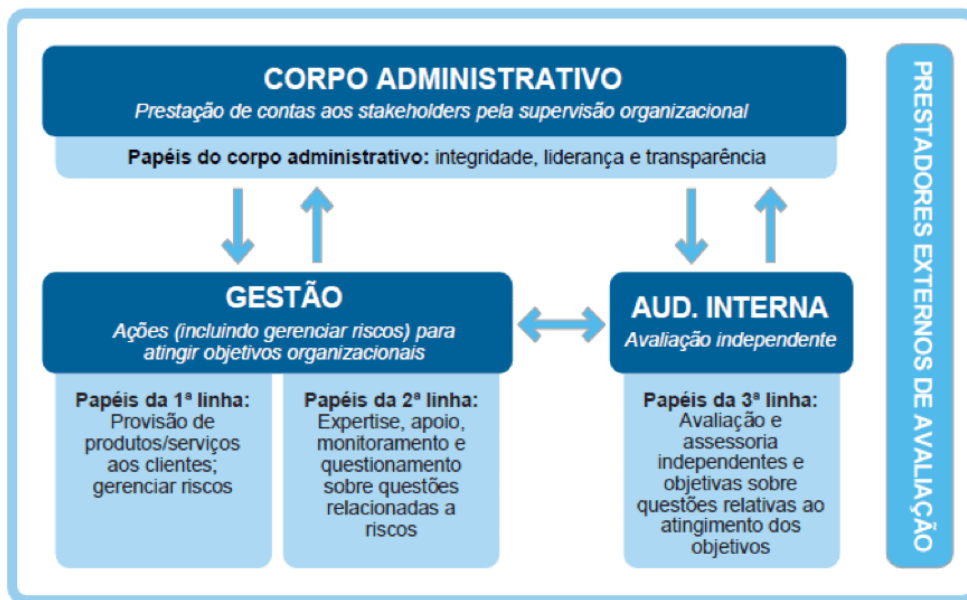 CORPO ADMINISTRATIVO
Prestação de contas aos stakeholders pela supervisão organizacional
Papéis do corpo administrativo: integridade, liderança e transparência
GESTÃO
Ações (incluindo gerenciar riscos) para
atingir objetivos organizacionais
Papéis da 1ª linha:
Provisão de
produtos/serviços
aos clientes;
gerenciar riscos
Papéis da 2ª linha:
Expertise, apoio,
monitoramento e
questionamento
sobre questões
relacionadas a
riscos
AUD. INTERNA
Avaliação independente
Papéis da 3ª linha:
Avaliação e
assessoria
independentes e
objetivas sobre
questões relativas ao
atingimento dos
objetivos
PRESTADORES EXTERNOS DE AVALIAÇÃO